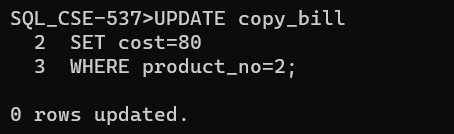 SQL_CSE-537>UPDATE copy_bill
  2  SET cost=80
  3  WHERE product_no=2;

0 rows updated.